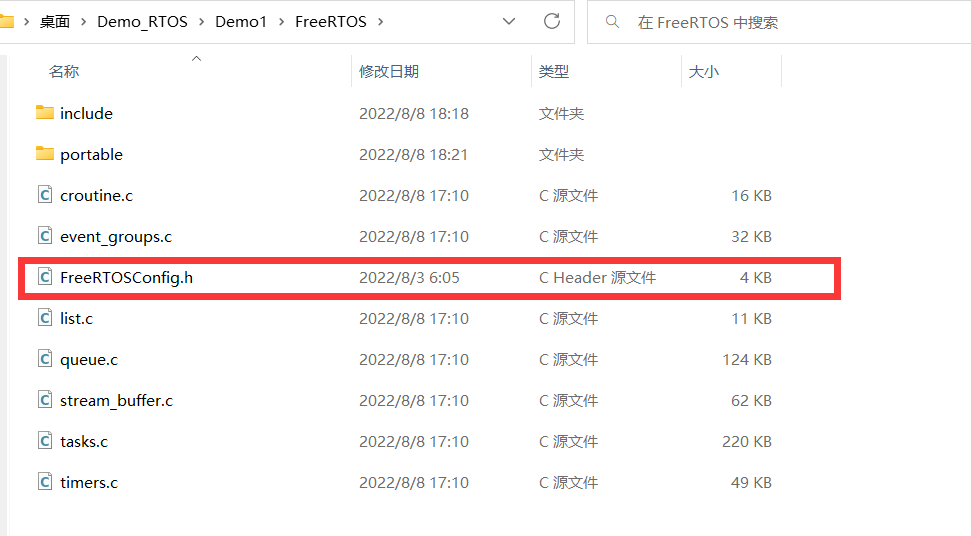 桌面 > Demo_RTOS > Demo1 > FreeRTOS > 在 FreeRTOS 中搜索
名称 修改日期 类型 大小
include 2022/8/8 18:18 文件夹
portable 2022/8/8 18:21 文件夹
croutine.c 2022/8/8 17:10 C 源文件 16 KB
event_groups.c 2022/8/8 17:10 C 源文件 32 KB
FreeRTOSConfig.h 2022/8/3 6:05 C Header 源文件 4 KB
list.c 2022/8/8 17:10 C 源文件 11 KB
queue.c 2022/8/8 17:10 C 源文件 124 KB
stream_buffer.c 2022/8/8 17:10 C 源文件 62 KB
tasks.c 2022/8/8 17:10 C 源文件 220 KB
timers.c 2022/8/8 17:10 C 源文件 49 KB